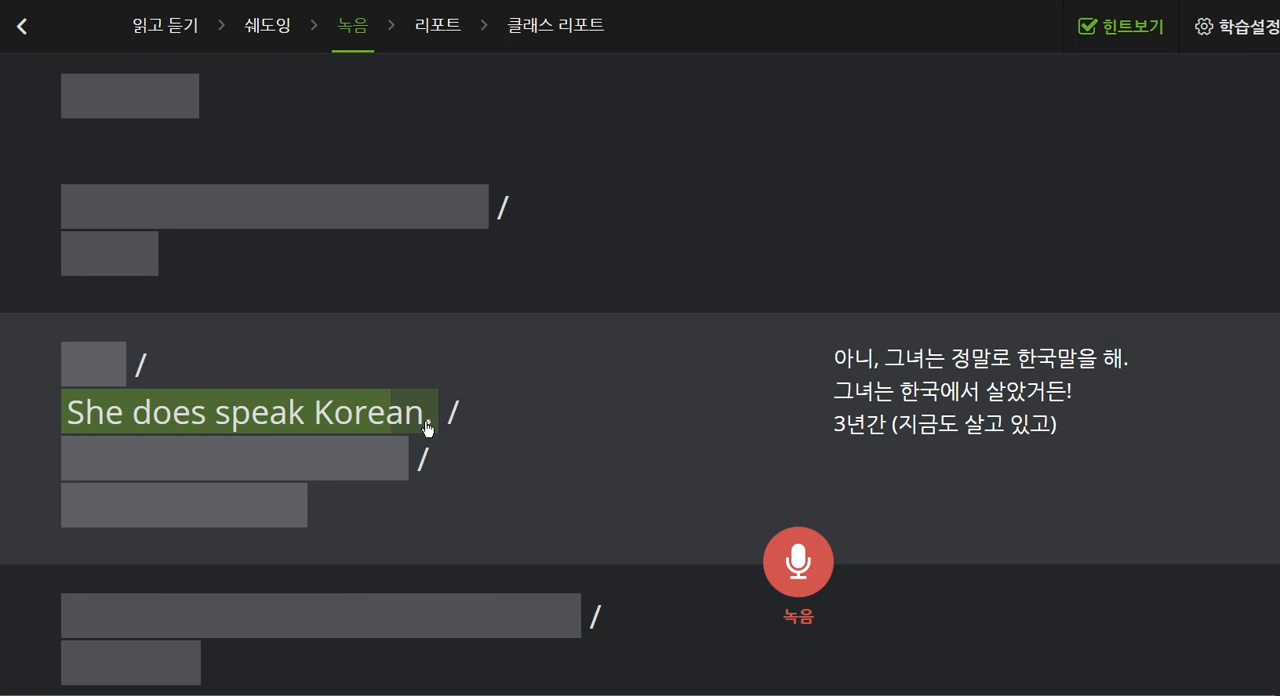 읽고 듣기 > 쉐도잉 > 녹음 > 리포트 > 클래스 리포트
힌트보기
학습설정
/
/
She does speak Korean. /
/
아니, 그녀는 정말로 한국말을 해.
그녀는 한국에서 살았거든!
3년간 (지금도 살고 있고)
녹음
/